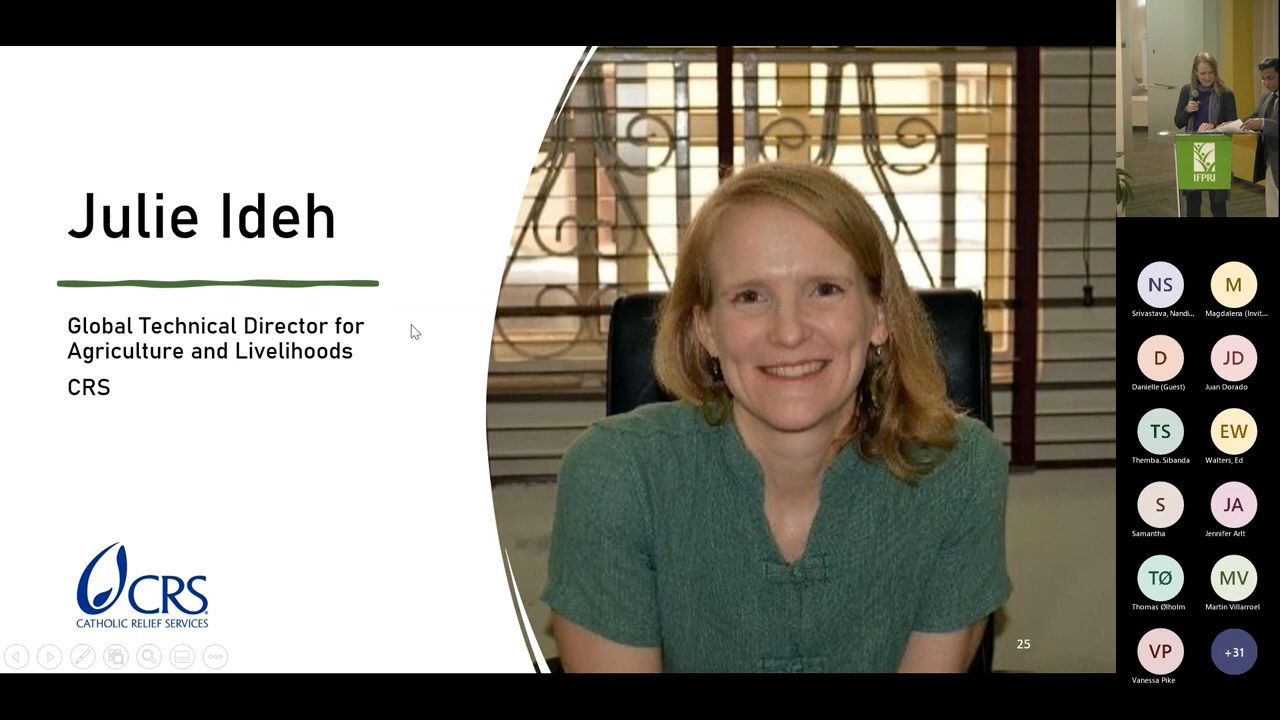 Julie Ideh
Global Technical Director for
Agriculture and Livelihoods
CRS
CRS
CATHOLIC RELIEF SERVICES
25
IFPRI
NS
Srivastava, Nandi...
M
Magdalena (Invit...
D
Danielle (Guest)
JD
Juan Dorado
TS
Themba. Sibanda
EW
Walters, Ed
S
Samantha
JA
Jennifer Arlt
TØ
Thomas Ølholm
MV
Martin Villarroel
VP
Vanessa Pike
+31